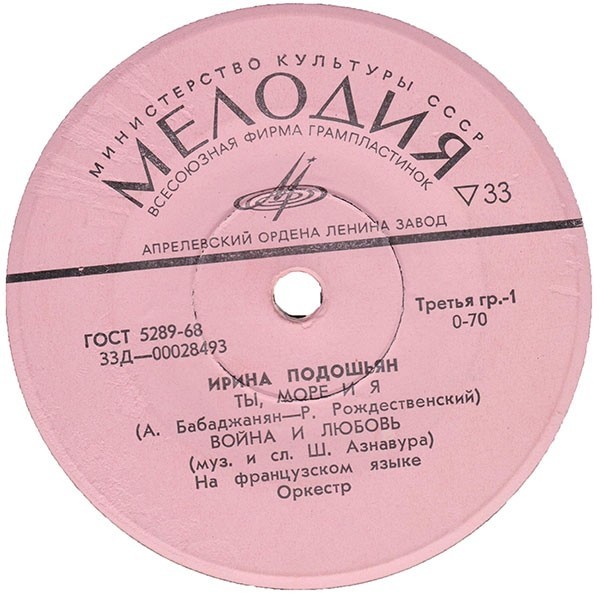 МИНИСТЕРСТВО КУЛЬТУРЫ СССР
МЕЛОДИЯ
ВСЕСОЮЗНАЯ ФИРМА ГРАМПЛАСТИНОК
▽33
АПРЕЛЕВСКИЙ ОРДЕНА ЛЕНИНА ЗАВОД
ГОСТ 5289-68
33Д—00028493
Третья гр.-1
0-70
ИРИНА ПОДОШЬЯН
ТЫ, МОРЕ И Я
(А. Бабаджанян—Р. Рождественский)
ВОЙНА И ЛЮБОВЬ
(муз. и сл. Ш. Азнавура)
На французском языке
Оркестр